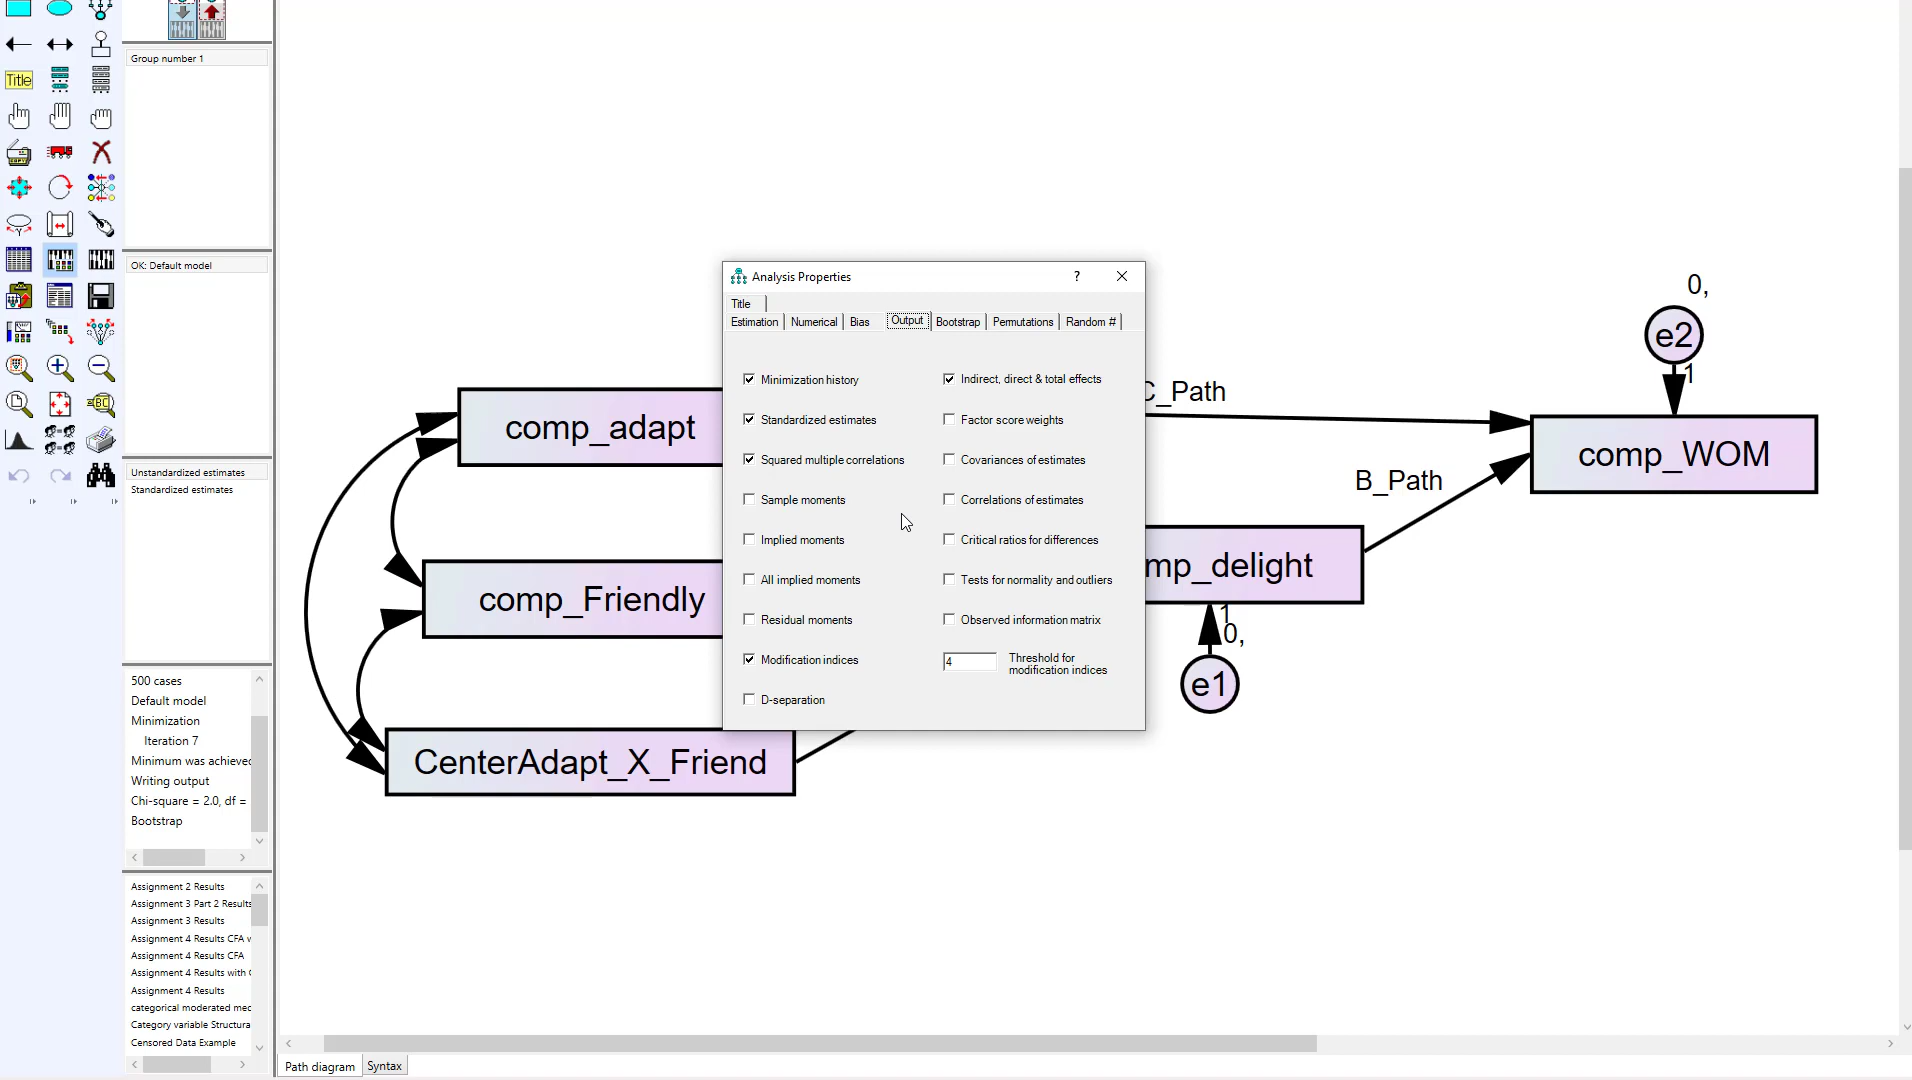 Title
Group number 1
OK: Default model
Unstandardized estimates
Standardized estimates
500 cases
Default model
Minimization
Iteration 7
Minimum was achieved
Writing output
Chi-square = 2.0, df =
Bootstrap
Assignment 2 Results
Assignment 3 Part 2 Results
Assignment 3 Results
Assignment 4 Results CFA
Assignment 4 Results CFA
Assignment 4 Results with
Assignment 4 Results
categorical moderated
Category variable
Censored Data Example
Analysis Properties
?
Title
Estimation
Numerical
Bias
Output
Bootstrap
Permutations
Random #
Minimization history
Indirect, direct & total effects
Standardized estimates
Factor score weights
Squared multiple correlations
Covariances of estimates
Sample moments
Correlations of estimates
Implied moments
Critical ratios for differences
All implied moments
Tests for normality and outliers
Residual moments
Observed information matrix
Modification indices
4
Threshold for
modification indices
D-separation
comp_adapt
comp_Friendly
CenterAdapt_X_Friend
C_Path
B_Path
mp_delight
1
0,
e1
0,
e2
1
comp_WOM
Path diagram
Syntax